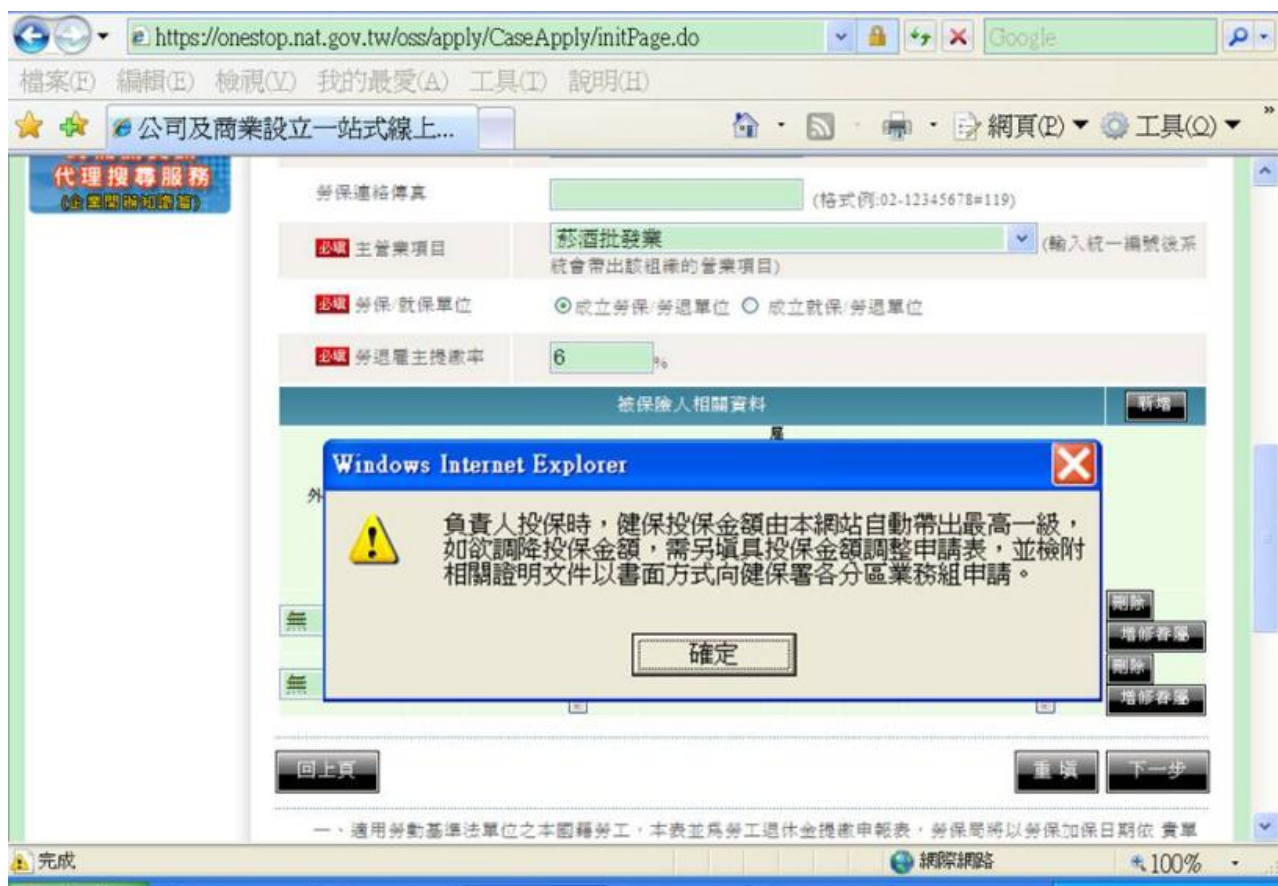 https://onestop.nat.gov.tw/oss/apply/CaseApply/initPage.do
Google
檔案(F) 編輯(E) 檢視(V) 我的最愛(A) 工具(T) 說明(H)
公司及商業設立一站式線上...
網頁(P)
工具(O)
代理搜尋服務
勞保連絡傳真
(格式例:02-12345678#119)
必填 主營業項目
菸酒批發業
(輸入統一編號後系
統會帶出該組織的營業項目)
必填 勞保/就保單位
成立勞保/勞退單位 成立就保/勞退單位
必填 勞退雇主提繳率
6 %
被保險人相關資料
新增
雇
外
Windows Internet Explorer
負責人投保時，健保投保金額由本網站自動帶出最高一級，
如欲調降投保金額，需另填具投保金額調整申請表，並檢附
相關證明文件以書面方式向健保署各分區業務組申請。
確定
無
刪除
增修眷屬
無
刪除
增修眷屬
回上頁
重填
下一步
一、適用勞動基準法單位之本國籍勞工，本表並為勞工退休金提繳申報表，勞保局將以勞保加保日期依 貴單
完成
網際網路
100%